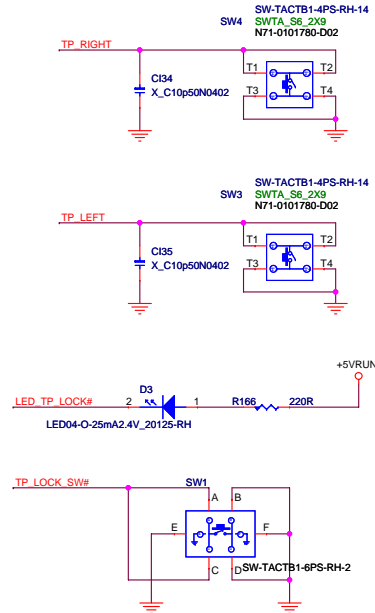 SW-TACTB1-4PS-RH-14
SW4 SWTA_S6_2X9
N71-0101780-D02
TP_RIGHT
T1 T2
T3 T4
CI34
X_C10p50N0402
SW-TACTB1-4PS-RH-14
SW3 SWTA_S6_2X9
N71-0101780-D02
TP_LEFT
T1 T2
T3 T4
CI35
X_C10p50N0402
+5VRUN
D3
LED_TP_LOCK# 2 1 R166 220R
LED04-O-25mA2.4V_20125-RH
TP_LOCK_SW# SW1
A B
E F
C D
SW-TACTB1-6PS-RH-2